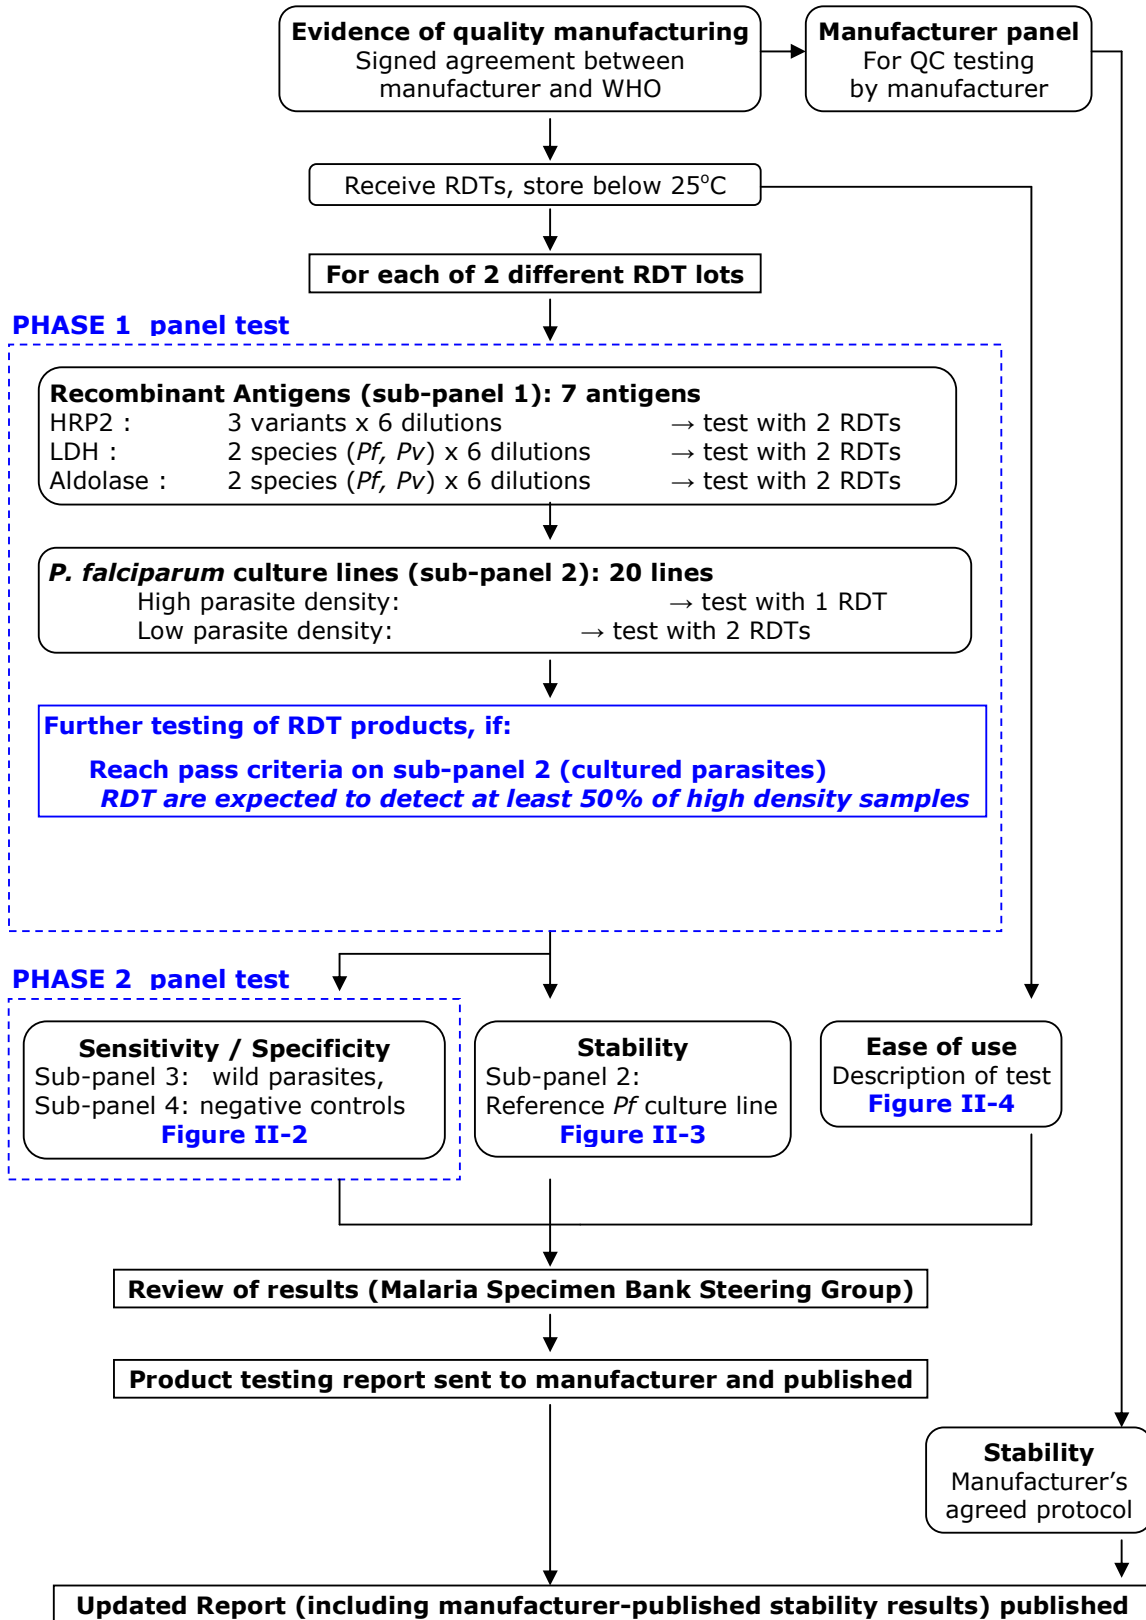 Evidence of quality manufacturing
Signed agreement between
manufacturer and WHO
Manufacturer panel
For QC testing
by manufacturer
Receive RDTs, store below 25°C
For each of 2 different RDT lots
PHASE 1 panel test
Recombinant Antigens (sub-panel 1): 7 antigens
HRP2 : 3 variants x 6 dilutions → test with 2 RDTs
LDH : 2 species (Pf, Pv) x 6 dilutions → test with 2 RDTs
Aldolase : 2 species (Pf, Pv) x 6 dilutions → test with 2 RDTs
P. falciparum culture lines (sub-panel 2): 20 lines
High parasite density: → test with 1 RDT
Low parasite density: → test with 2 RDTs
Further testing of RDT products, if:
Reach pass criteria on sub-panel 2 (cultured parasites)
RDT are expected to detect at least 50% of high density samples
PHASE 2 panel test
Sensitivity / Specificity
Sub-panel 3: wild parasites,
Sub-panel 4: negative controls
Figure II-2
Stability
Sub-panel 2:
Reference Pf culture line
Figure II-3
Ease of use
Description of test
Figure II-4
Review of results (Malaria Specimen Bank Steering Group)
Product testing report sent to manufacturer and published
Stability
Manufacturer's
agreed protocol
Updated Report (including manufacturer-published stability results) published